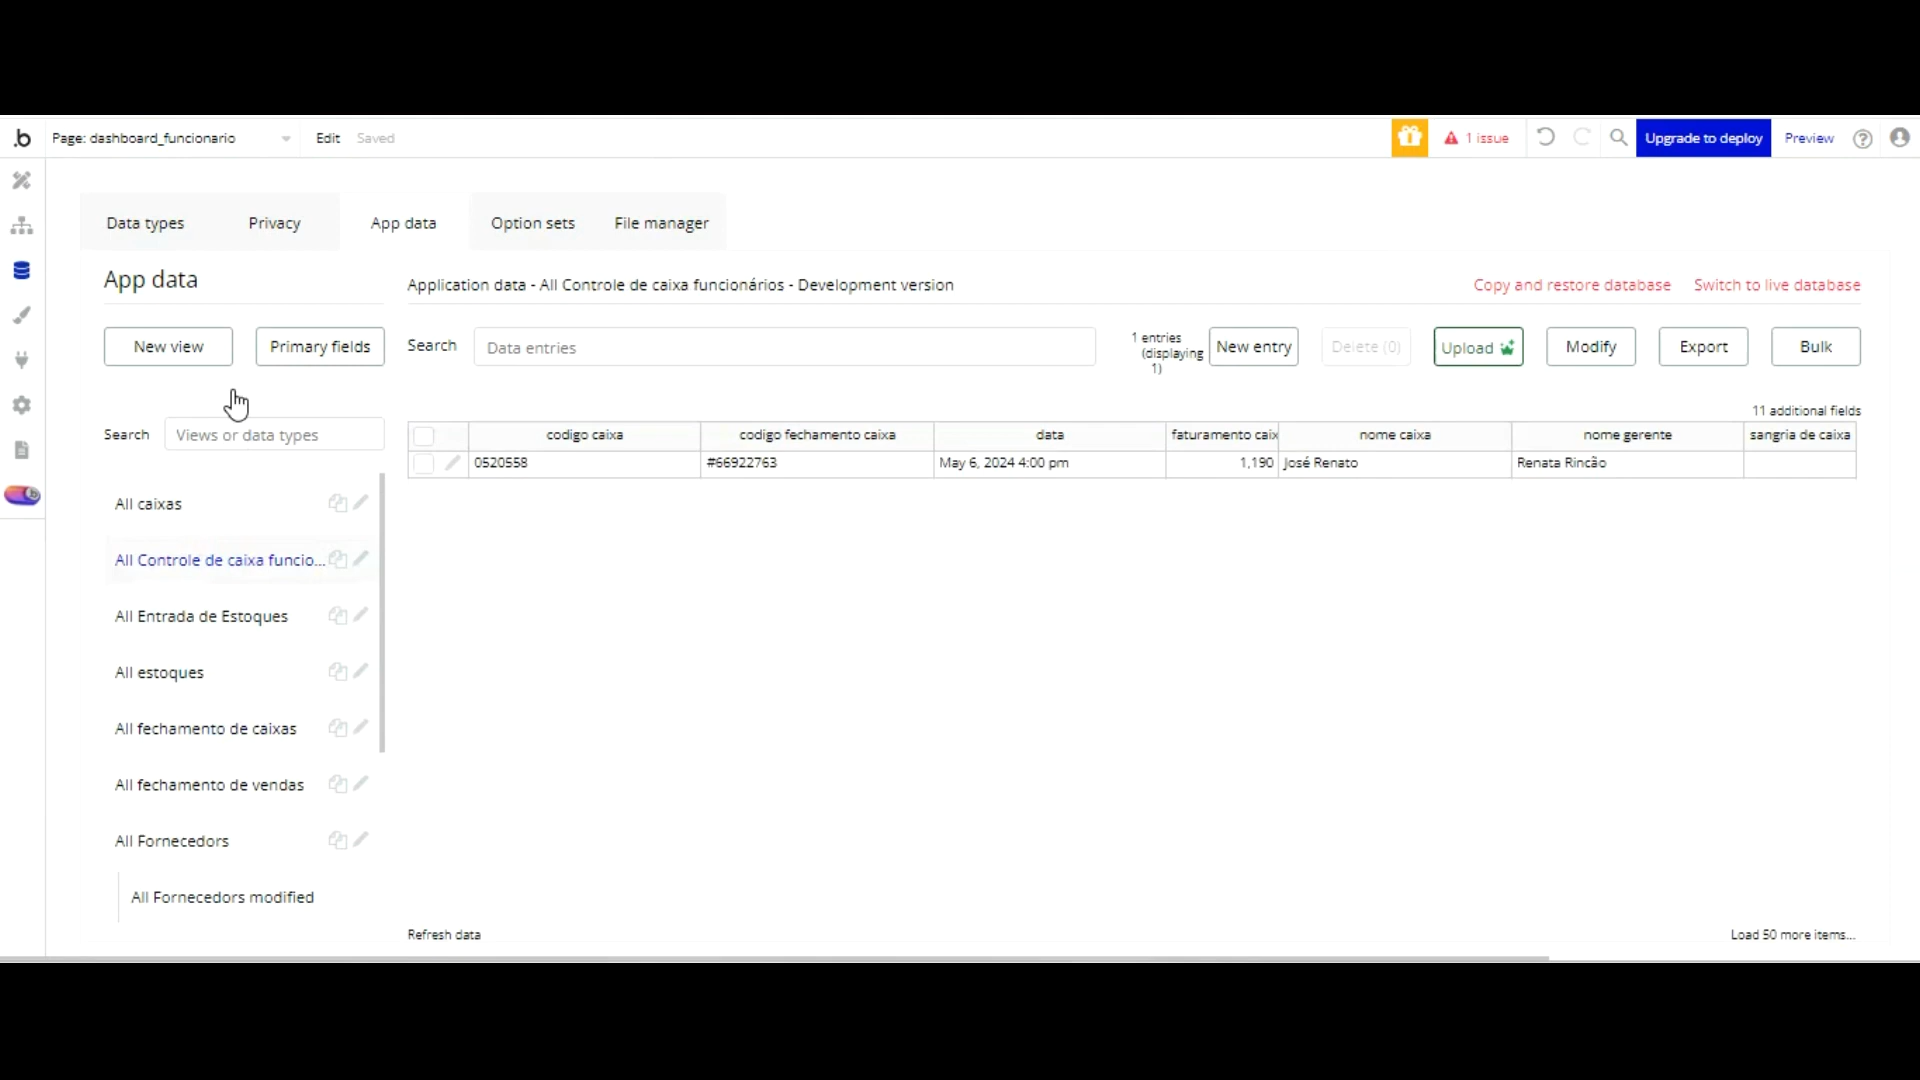 .b Page: dashboard_funcionario Edit Saved 1 issue Upgrade to deploy Preview
Data types Privacy App data Option sets File manager
App data
Application data - All Controle de caixa funcionários - Development version
Copy and restore database Switch to live database
New view Primary fields
Search Data entries
1 entries
(displaying
1)
New entry Delete (0) Upload Modify Export Bulk
11 additional fields
Search Views or data types
codigo caixa codigo fechamento caixa data faturamento caix nome caixa nome gerente sangria de caixa
0520558 #66922763 May 6, 2024 4:00 pm 1,190 José Renato Renata Rincão
All caixas
All Controle de caixa funcio...
All Entrada de Estoques
All estoques
All fechamento de caixas
All fechamento de vendas
All Fornecedors
All Fornecedors modified
Refresh data Load 50 more items...